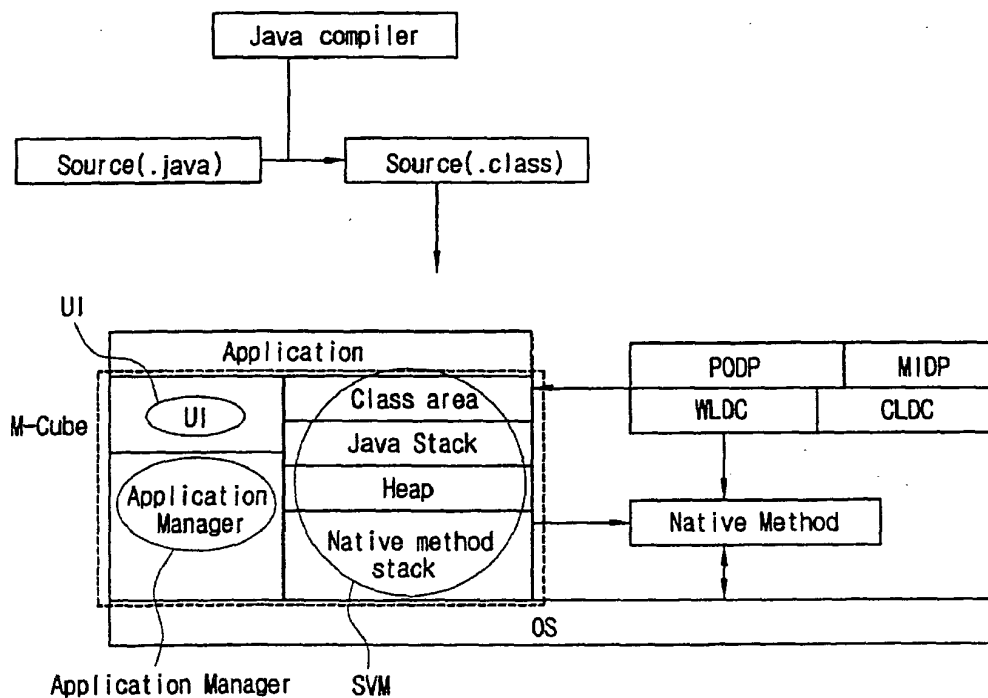 Java compiler
Source(.java)
Source(.class)
UI
Application
M-Cube
UI
Application
Manager
Class area
Java Stack
Heap
Native method
stack
PODP
MIDP
WLDC
CLDC
Native Method
OS
Application Manager
SVM